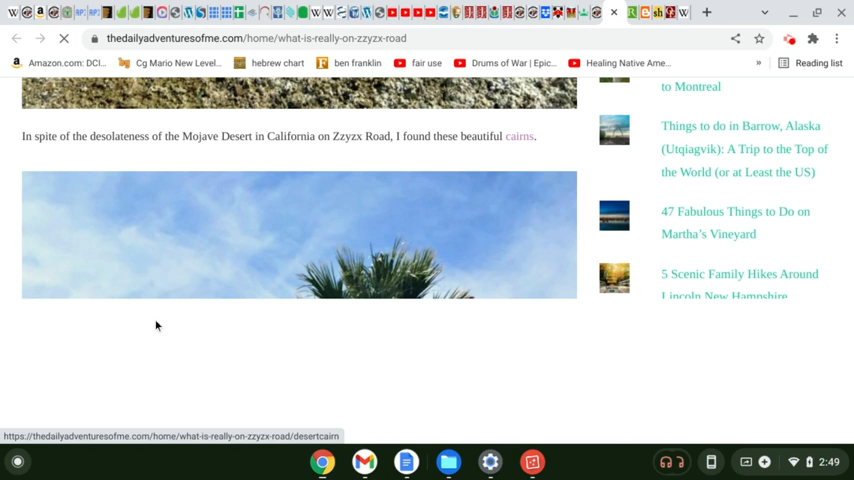 thedailyadventuresofme.com/home/what-is-really-on-zzyzx-road
Amazon.com: DCI...
Cg Mario New Level...
hebrew chart
ben franklin
fair use
Drums of War | Epic...
Healing Native Ame...
»
Reading list
In spite of the desolateness of the Mojave Desert in California on Zzyzx Road, I found these beautiful cairns.
to Montreal
Things to do in Barrow, Alaska
(Utqiagvik): A Trip to the Top of
the World (or at Least the US)
47 Fabulous Things to Do on
Martha's Vineyard
5 Scenic Family Hikes Around
Lincoln New Hampshire
https://thedailyadventuresofme.com/home/what-is-really-on-zzyzx-road/desertcairn
2:49